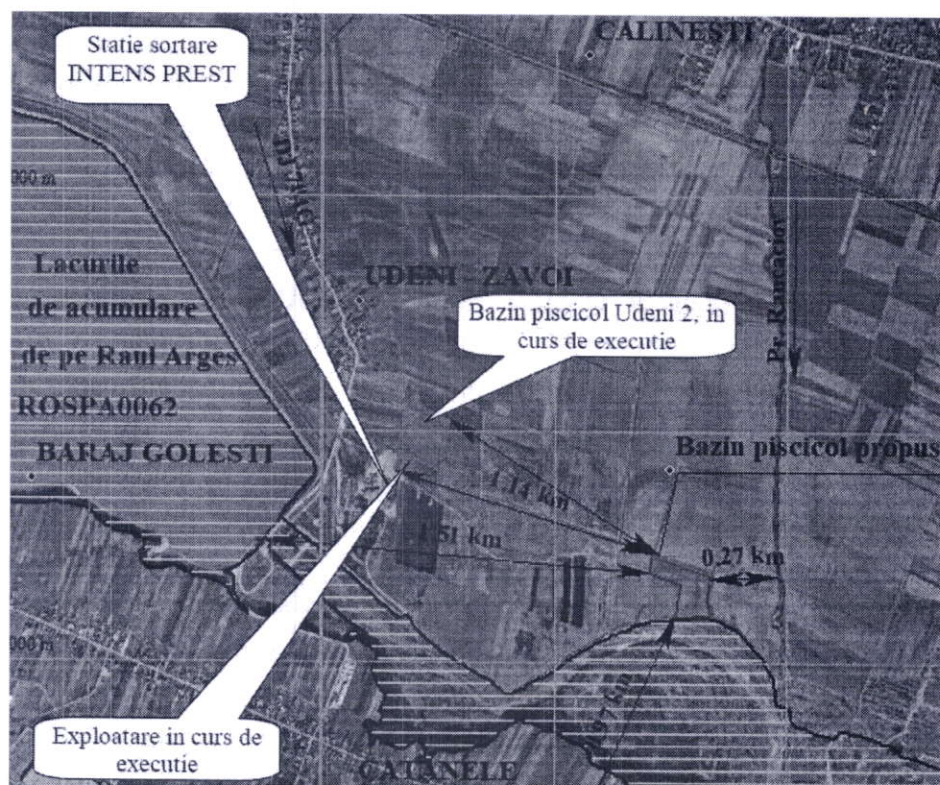 Statie sortare
INTENS PREST
CALINESTI
000 m
Lacurile
de acumulare
de pe Raul Arges
ROSPA0062
BARAJ GOLESTI
UDENI - ZAVOI
Bazin piscicol Udeni 2, in
curs de executie
Pr.
Bazin piscicol propus
1.14 km
1.51 km
0.27 km
000 m
km
Exploatare in curs de
executie
CATANELE